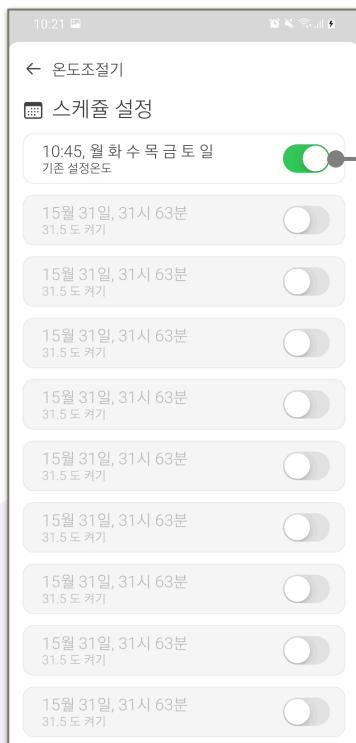 10:21
← 온도조절기
스케쥴 설정
10:45, 월 화 수 목 금 토 일
기존 설정온도
15월 31일, 31시 63분
31.5 도 켜기
15월 31일, 31시 63분
31.5 도 켜기
15월 31일, 31시 63분
31.5 도 켜기
15월 31일, 31시 63분
31.5 도 켜기
15월 31일, 31시 63분
31.5 도 켜기
15월 31일, 31시 63분
31.5 도 켜기
15월 31일, 31시 63분
31.5 도 켜기
15월 31일, 31시 63분
31.5 도 켜기
15월 31일, 31시 63분
31.5 도 켜기